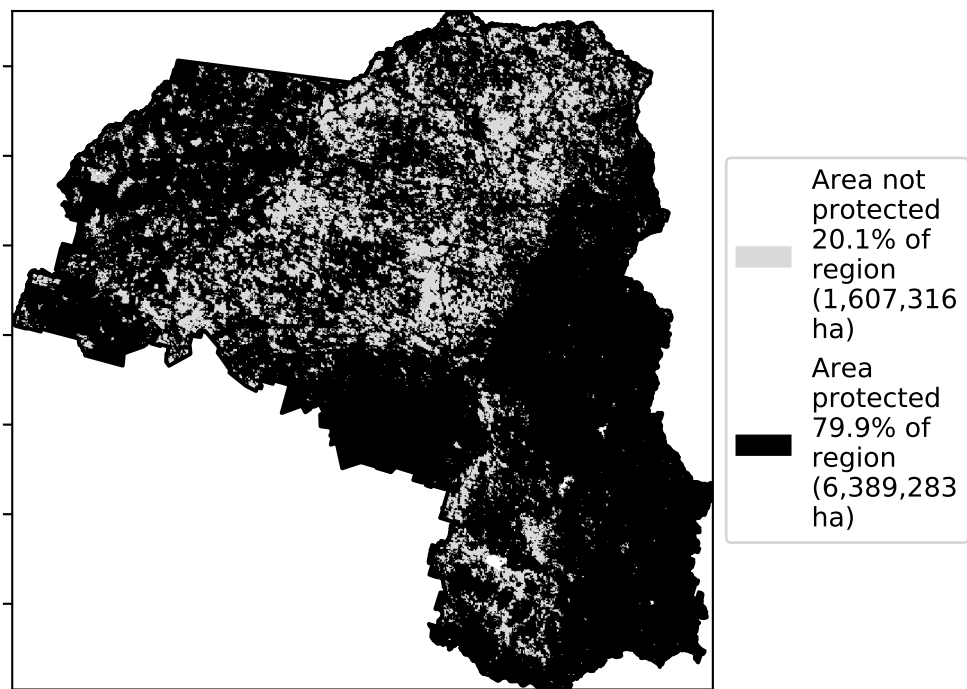 Area not
protected
20.1% of
region
(1,607,316
ha)
Area
protected
79.9% of
region
(6,389,283
ha)